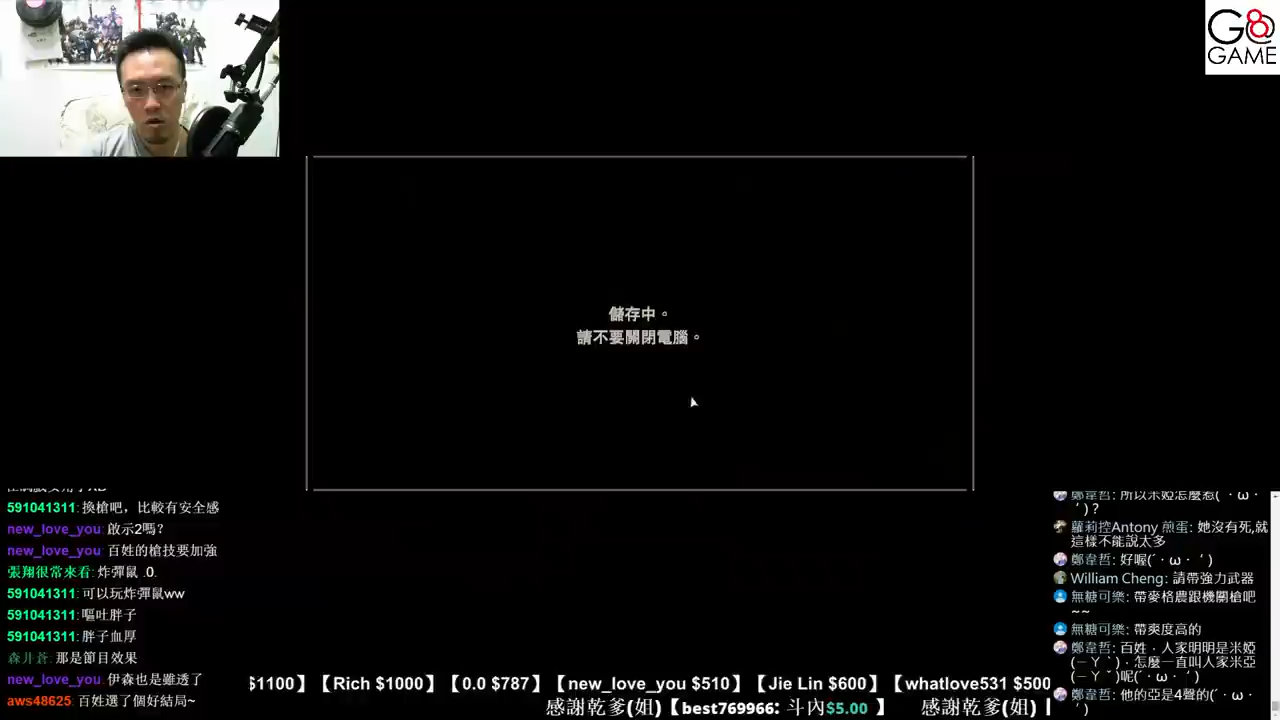 G8
GAME
儲存中。
請不要關閉電腦。
591041311: 換槍吧，比較有安全感
new_love_you: 啟示2嗎?
new_love_you: 百姓的槍技要加強
張翔很常來看: 炸彈鼠 .0.
591041311: 可以玩炸彈鼠ww
591041311: 嘔吐胖子
591041311: 胖子血厚
森井蒼: 那是節目效果
new_love_you: 伊森也是雖透了
aws48625: 百姓選了個好結局~
鄭韋哲: 所以米婭怎麼惹(ˊ・ω・
ˋ)?
蘿莉控Antony 煎蛋: 她沒有死,就
這樣不能說太多
鄭韋哲: 好喔(ˊ・ω・ˋ)
William Cheng: 請帶強力武器
無糖可樂: 帶麥格農跟機關槍吧
~~
無糖可樂: 帶爽度高的
鄭韋哲: 百姓．人家明明是米婭
(－丫ˋ)．怎麼一直叫人家米亞
(－丫ˋ)呢(ˊ・ω・ˋ)
鄭韋哲: 他的亞是4聲的(ˊ・ω・
ˋ)
$1100】【Rich $1000】【0.0 $787】【new_love_you $510】【Jie Lin $600】【whatlove531 $500
感謝乾爹(姐)【best769966: 斗內$5.00 】 感謝乾爹(姐)【